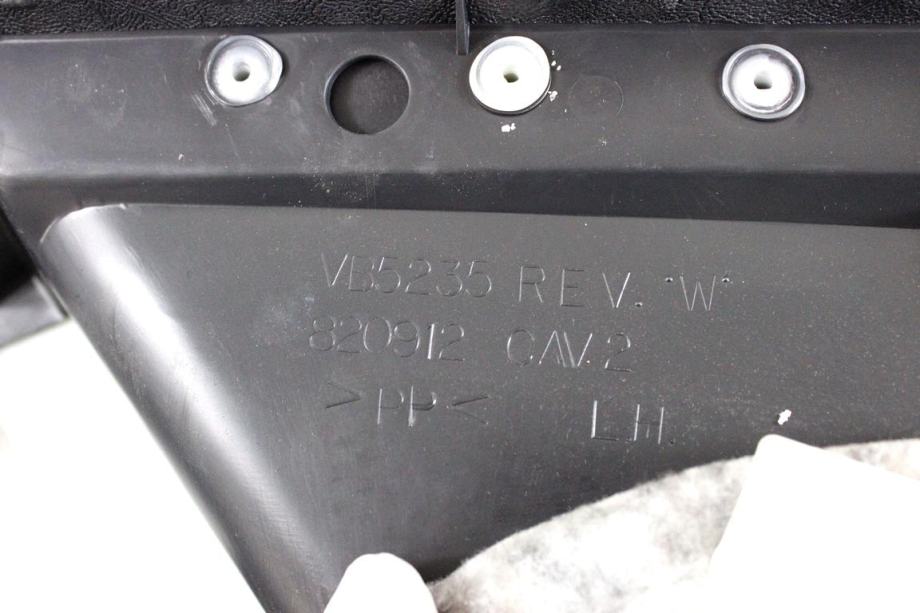 VB5235 REV. "W"
820912 CAV.2
>PP< LH.